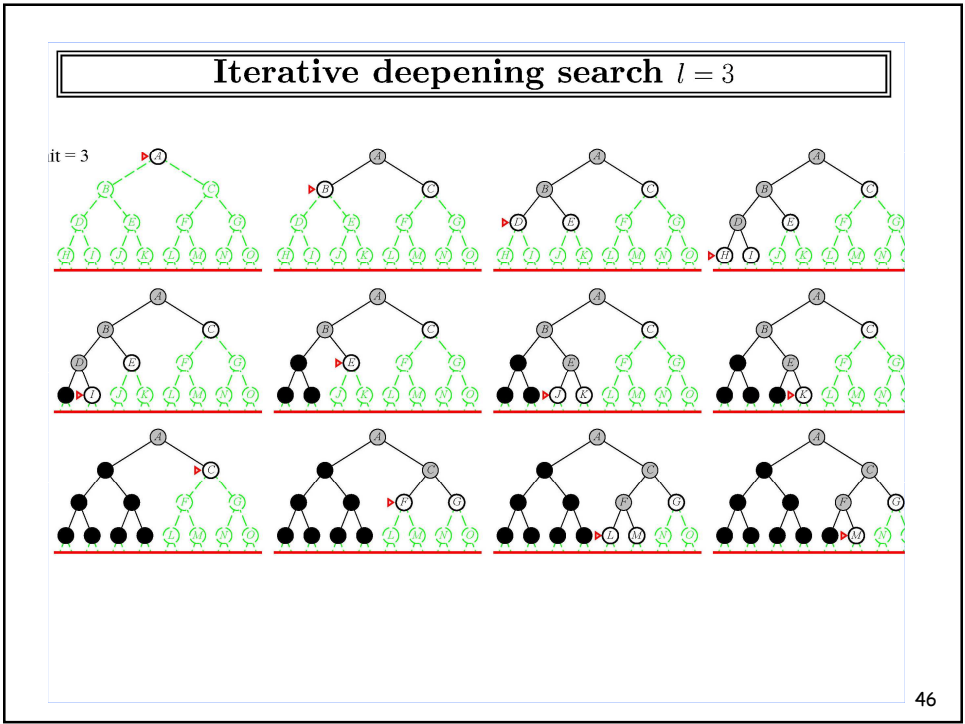 Iterative deepening search l = 3
it = 3
A A A A
B C B C B C B C
D E F G D E F G D E F G D E F G
H I J K L M N O H I J K L M N O H I J K L M N O H I J K L M N O
A A A A
B C B C B C B C
D E F G E F G E F G E F G
I J K L M N O J K L M N O J K L M N O K L M N O
A A A A
C C C C
F G F G F G F G
L M N O L M N O L M N O M N O
46